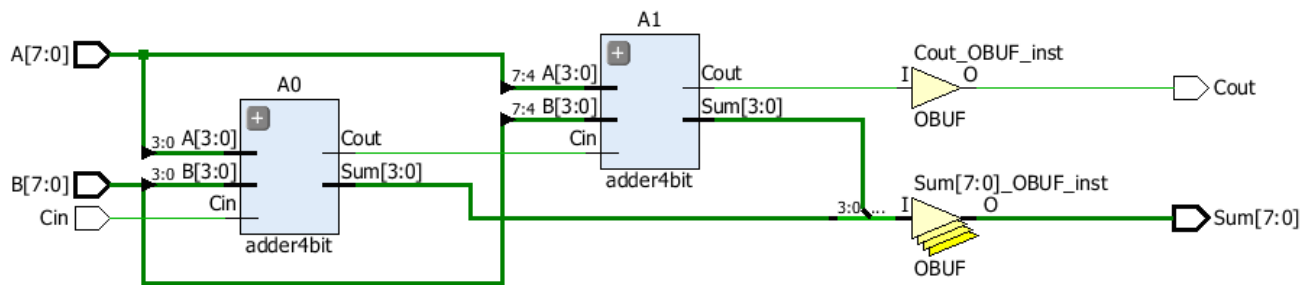 A[7:0]
B[7:0]
Cin
A0
3:0 A[3:0]
3:0 B[3:0]
Cin
Cout
Sum[3:0]
adder4bit
A1
7:4 A[3:0]
7:4 B[3:0]
Cin
Cout
Sum[3:0]
adder4bit
Cout_OBUF_inst
I
O
OBUF
Cout
3:0 ...
Sum[7:0]_OBUF_inst
I
O
OBUF
Sum[7:0]